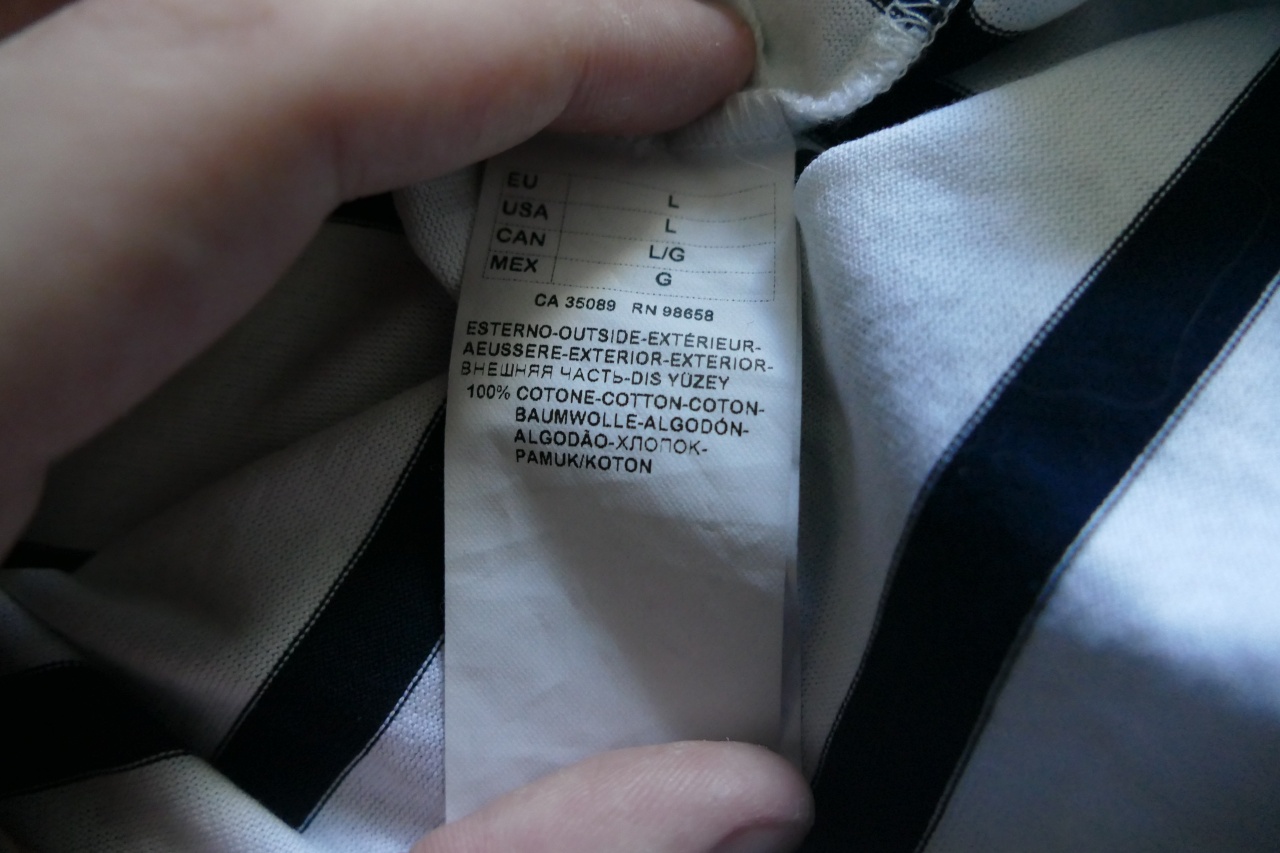 EU L
USA L
CAN L/G
MEX G
CA 35089 RN 98658
ESTERNO-OUTSIDE-EXTÉRIEUR-
AEUSSERE-EXTERIOR-EXTERIOR-
ВНЕШНЯЯ ЧАСТЬ-DIS YÜZEY
100% COTONE-COTTON-COTON-
BAUMWOLLE-ALGODÓN-
ALGODÃO-ХЛОПОК-
PAMUK/KOTON